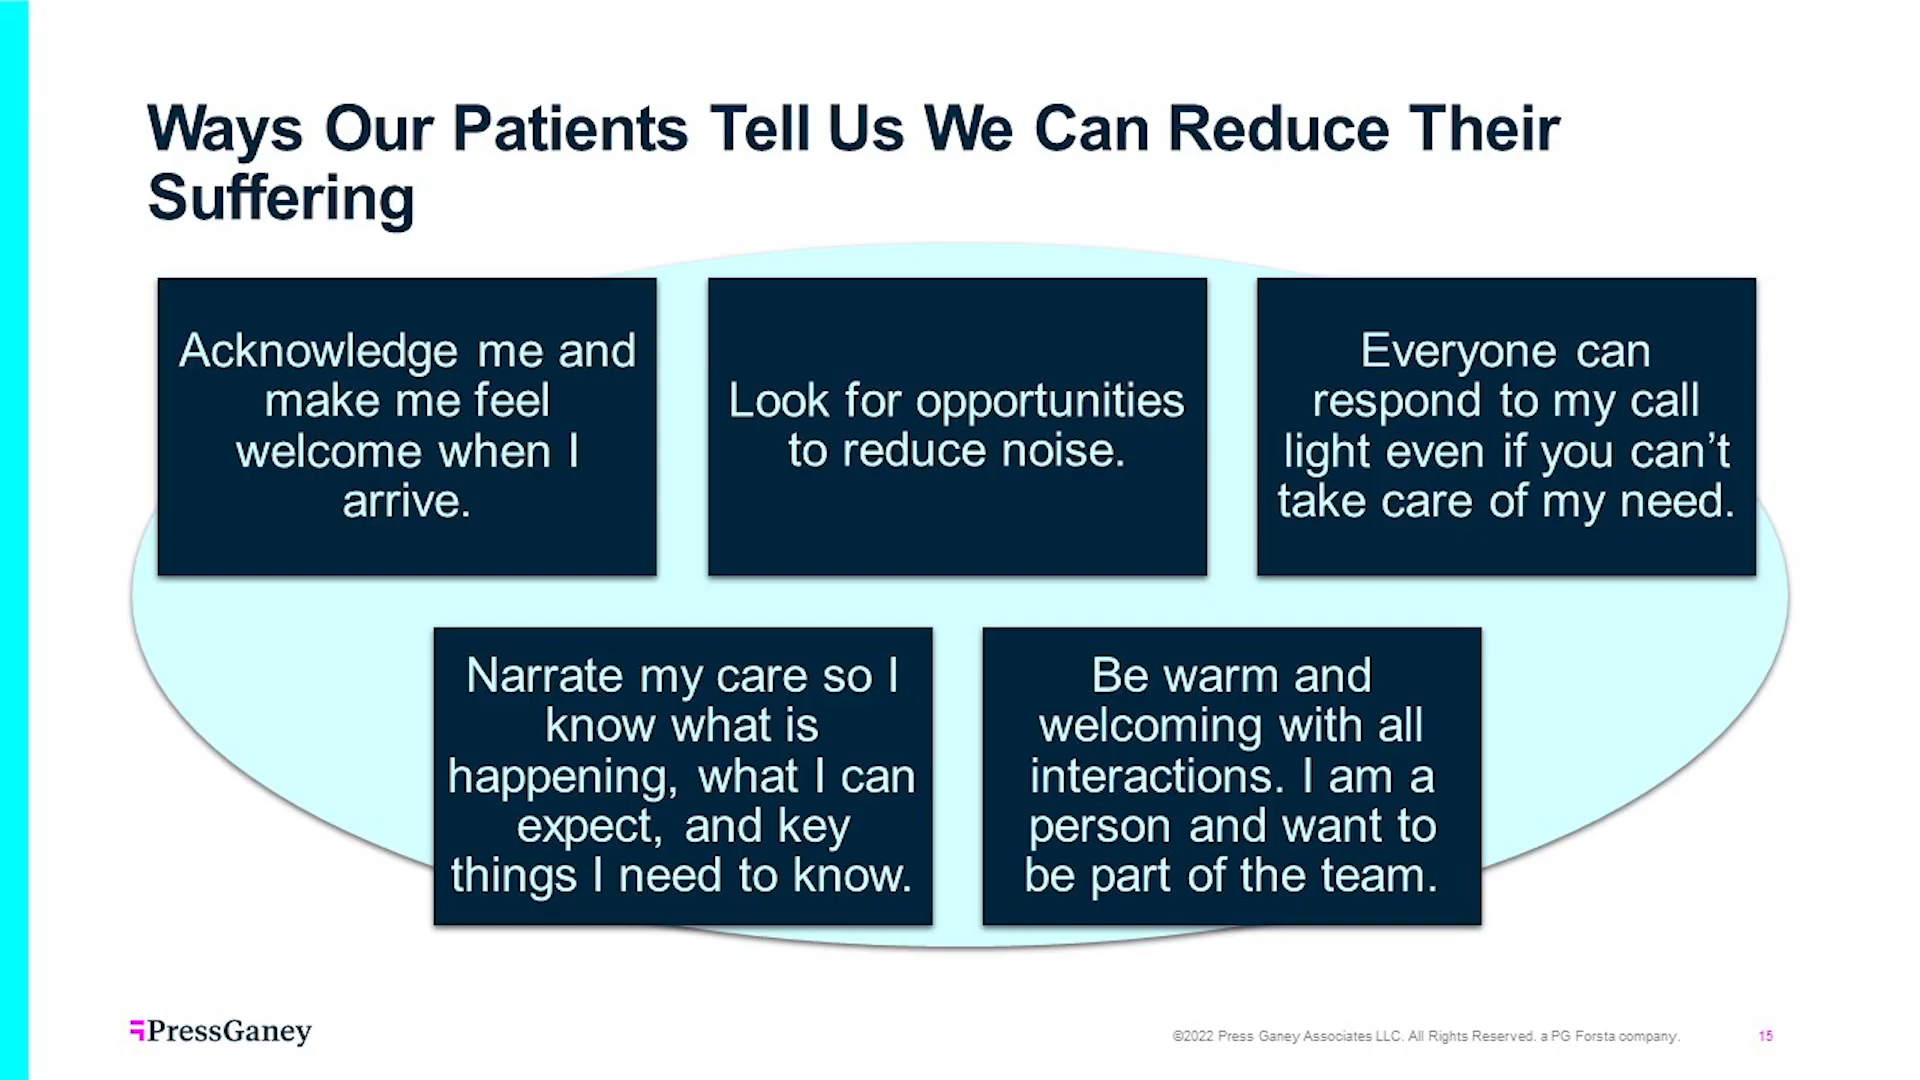 Ways Our Patients Tell Us We Can Reduce Their
Suffering
Acknowledge me and
make me feel
welcome when I
arrive.
Look for opportunities
to reduce noise.
Everyone can
respond to my call
light even if you can’t
take care of my need.
Narrate my care so I
know what is
happening, what I can
expect, and key
things I need to know.
Be warm and
welcoming with all
interactions. I am a
person and want to
be part of the team.
PressGaney
©2022 Press Ganey Associates LLC. All Rights Reserved. a PG Forsta company.
15